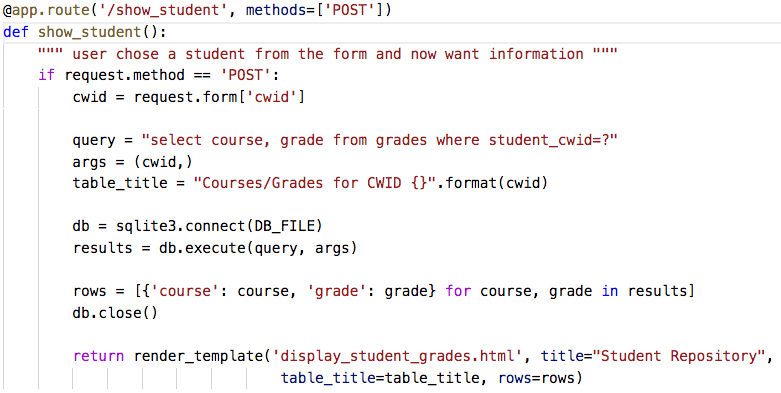 @app.route('/show_student', methods=['POST'])
def show_student():
    """ user chose a student from the form and now want information """
    if request.method == 'POST':
        cwid = request.form['cwid']

        query = "select course, grade from grades where student_cwid=?"
        args = (cwid,)
        table_title = "Courses/Grades for CWID {}".format(cwid)

        db = sqlite3.connect(DB_FILE)
        results = db.execute(query, args)

        rows = [{'course': course, 'grade': grade} for course, grade in results]
        db.close()

        return render_template('display_student_grades.html', title="Student Repository",
                                table_title=table_title, rows=rows)